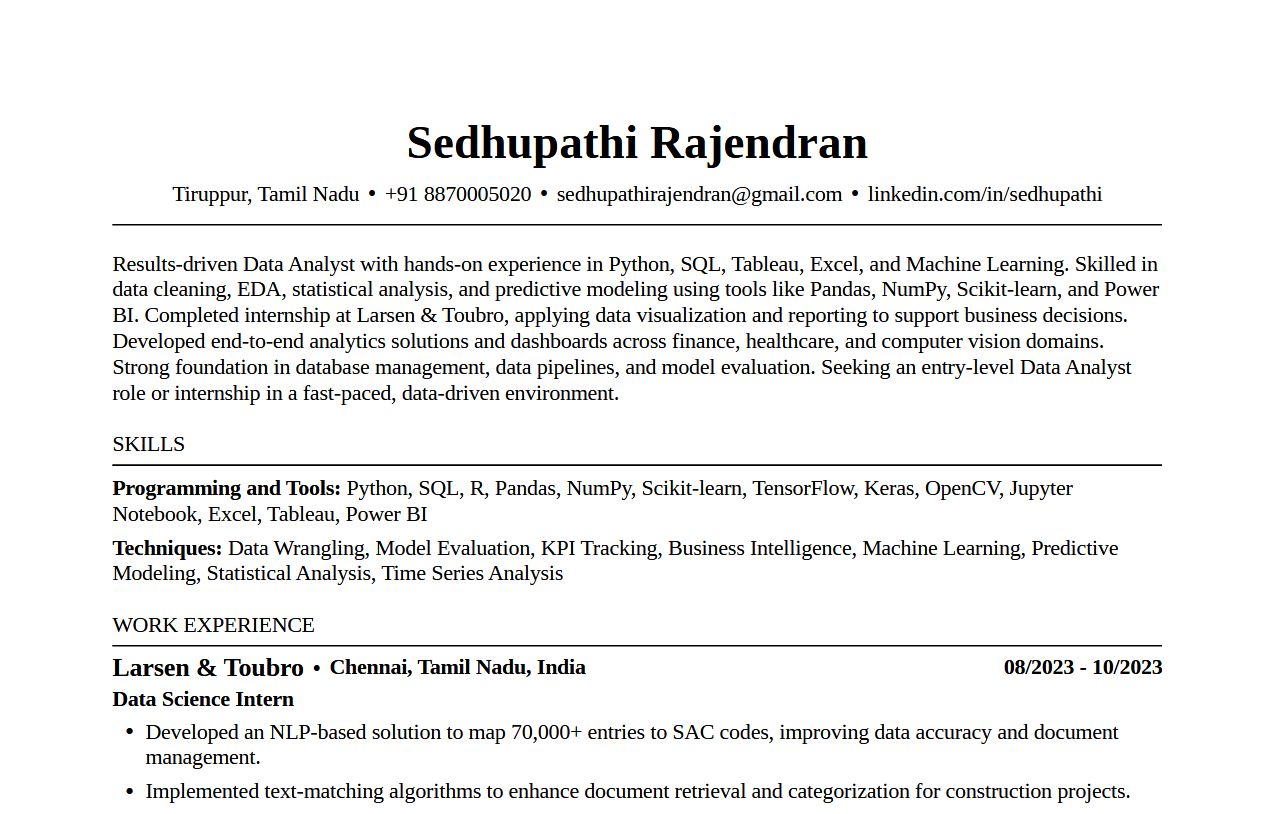 Sedhupathi Rajendran
Tiruppur, Tamil Nadu • +91 8870005020 • sedhupathirajendran@gmail.com • linkedin.com/in/sedhupathi
Results-driven Data Analyst with hands-on experience in Python, SQL, Tableau, Excel, and Machine Learning. Skilled in
data cleaning, EDA, statistical analysis, and predictive modeling using tools like Pandas, NumPy, Scikit-learn, and Power
BI. Completed internship at Larsen & Toubro, applying data visualization and reporting to support business decisions.
Developed end-to-end analytics solutions and dashboards across finance, healthcare, and computer vision domains.
Strong foundation in database management, data pipelines, and model evaluation. Seeking an entry-level Data Analyst
role or internship in a fast-paced, data-driven environment.
SKILLS
Programming and Tools: Python, SQL, R, Pandas, NumPy, Scikit-learn, TensorFlow, Keras, OpenCV, Jupyter
Notebook, Excel, Tableau, Power BI
Techniques: Data Wrangling, Model Evaluation, KPI Tracking, Business Intelligence, Machine Learning, Predictive
Modeling, Statistical Analysis, Time Series Analysis
WORK EXPERIENCE
Larsen & Toubro • Chennai, Tamil Nadu, India 08/2023 - 10/2023
Data Science Intern
• Developed an NLP-based solution to map 70,000+ entries to SAC codes, improving data accuracy and document
management.
• Implemented text-matching algorithms to enhance document retrieval and categorization for construction projects.